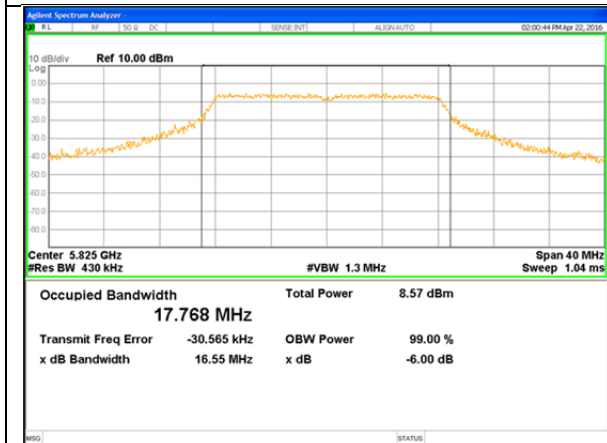 Agilent Spectrum Analyzer -
RL RF 50 Ω DC SENSE:INT ALIGN AUTO 02:00:44 PM Apr 22, 2016
10 dB/div Ref 10.00 dBm
Log
0.00
-10.0
-20.0
-30.0
-40.0
-50.0
-60.0
-70.0
-80.0
Center 5.825 GHz Span 40 MHz
#Res BW 430 kHz #VBW 1.3 MHz Sweep 1.04 ms
Occupied Bandwidth Total Power 8.57 dBm
17.768 MHz
Transmit Freq Error -30.565 kHz OBW Power 99.00 %
x dB Bandwidth 16.55 MHz x dB -6.00 dB
MSG STATUS